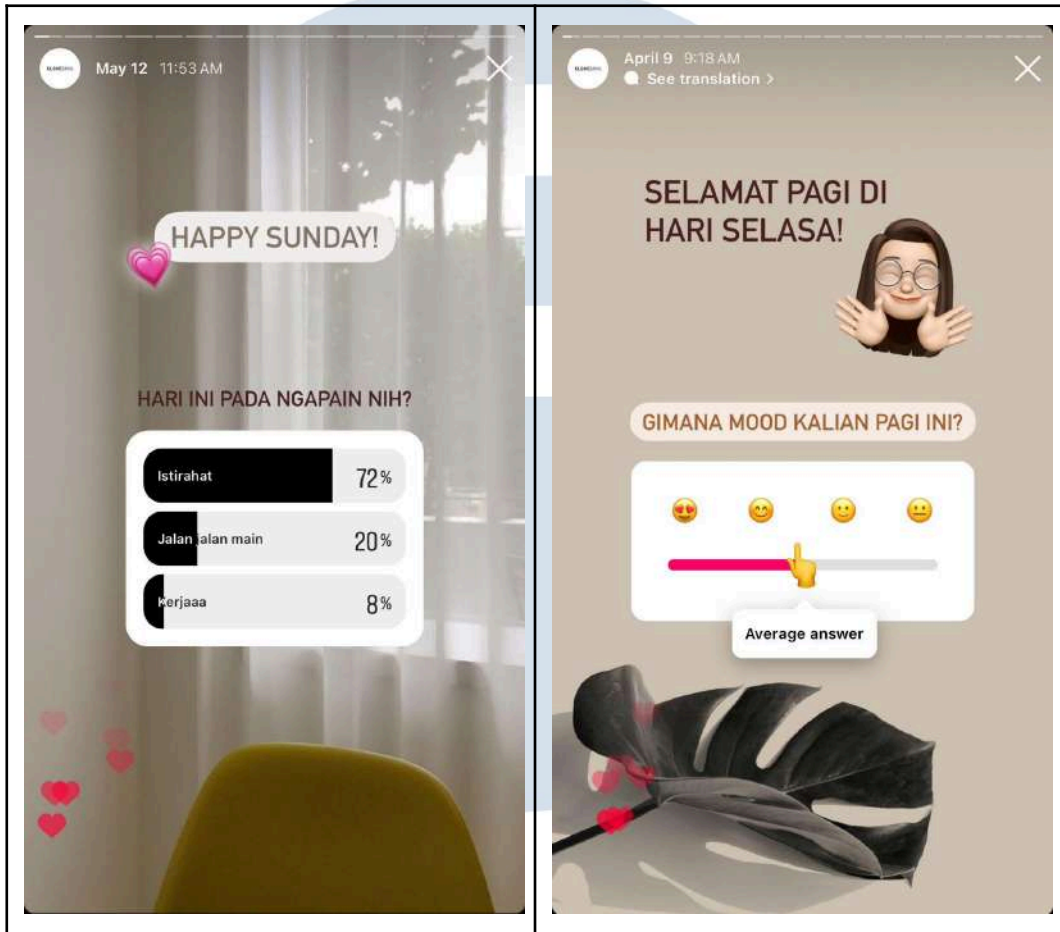 May 12 11:53 AM
HAPPY SUNDAY!
HARI INI PADA NGAPAIN NIH?
Istirahat 72%
Jalan jalan main 20%
Kerjaaa 8%
April 9 9:18 AM
See translation >
SELAMAT PAGI DI
HARI SELASA!
GIMANA MOOD KALIAN PAGI INI?
Average answer